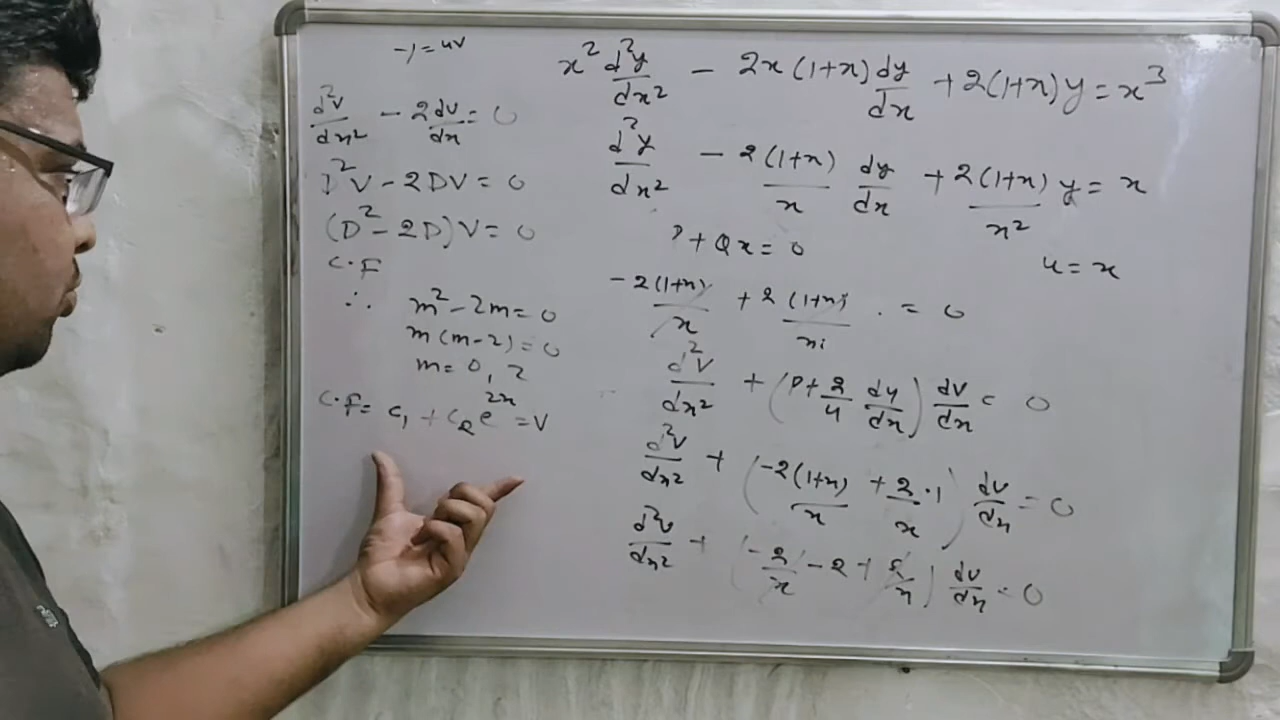 y = uv
d²v/dx² - 2 dv/dx = 0
D²V - 2DV = 0
(D² - 2D)V = 0
C.F
∴ m² - 2m = 0
m(m-2) = 0
m = 0, 2
C.F = c₁ + c₂e²ˣ = V
x² d²y/dx² - 2x(1+x) dy/dx + 2(1+x)y = x³
d²y/dx² - 2(1+x)/x dy/dx + 2(1+x)/x² y = x
P + Qx = 0
u = x
-2(1+x)/x + 2(1+x)/x = 0
d²v/dx² + (P + 2/u du/dx) dv/dx = 0
d²v/dx² + (-2(1+x)/x + 2/x · 1) dv/dx = 0
d²v/dx² + (-2/x - 2 + 2/x) dv/dx = 0